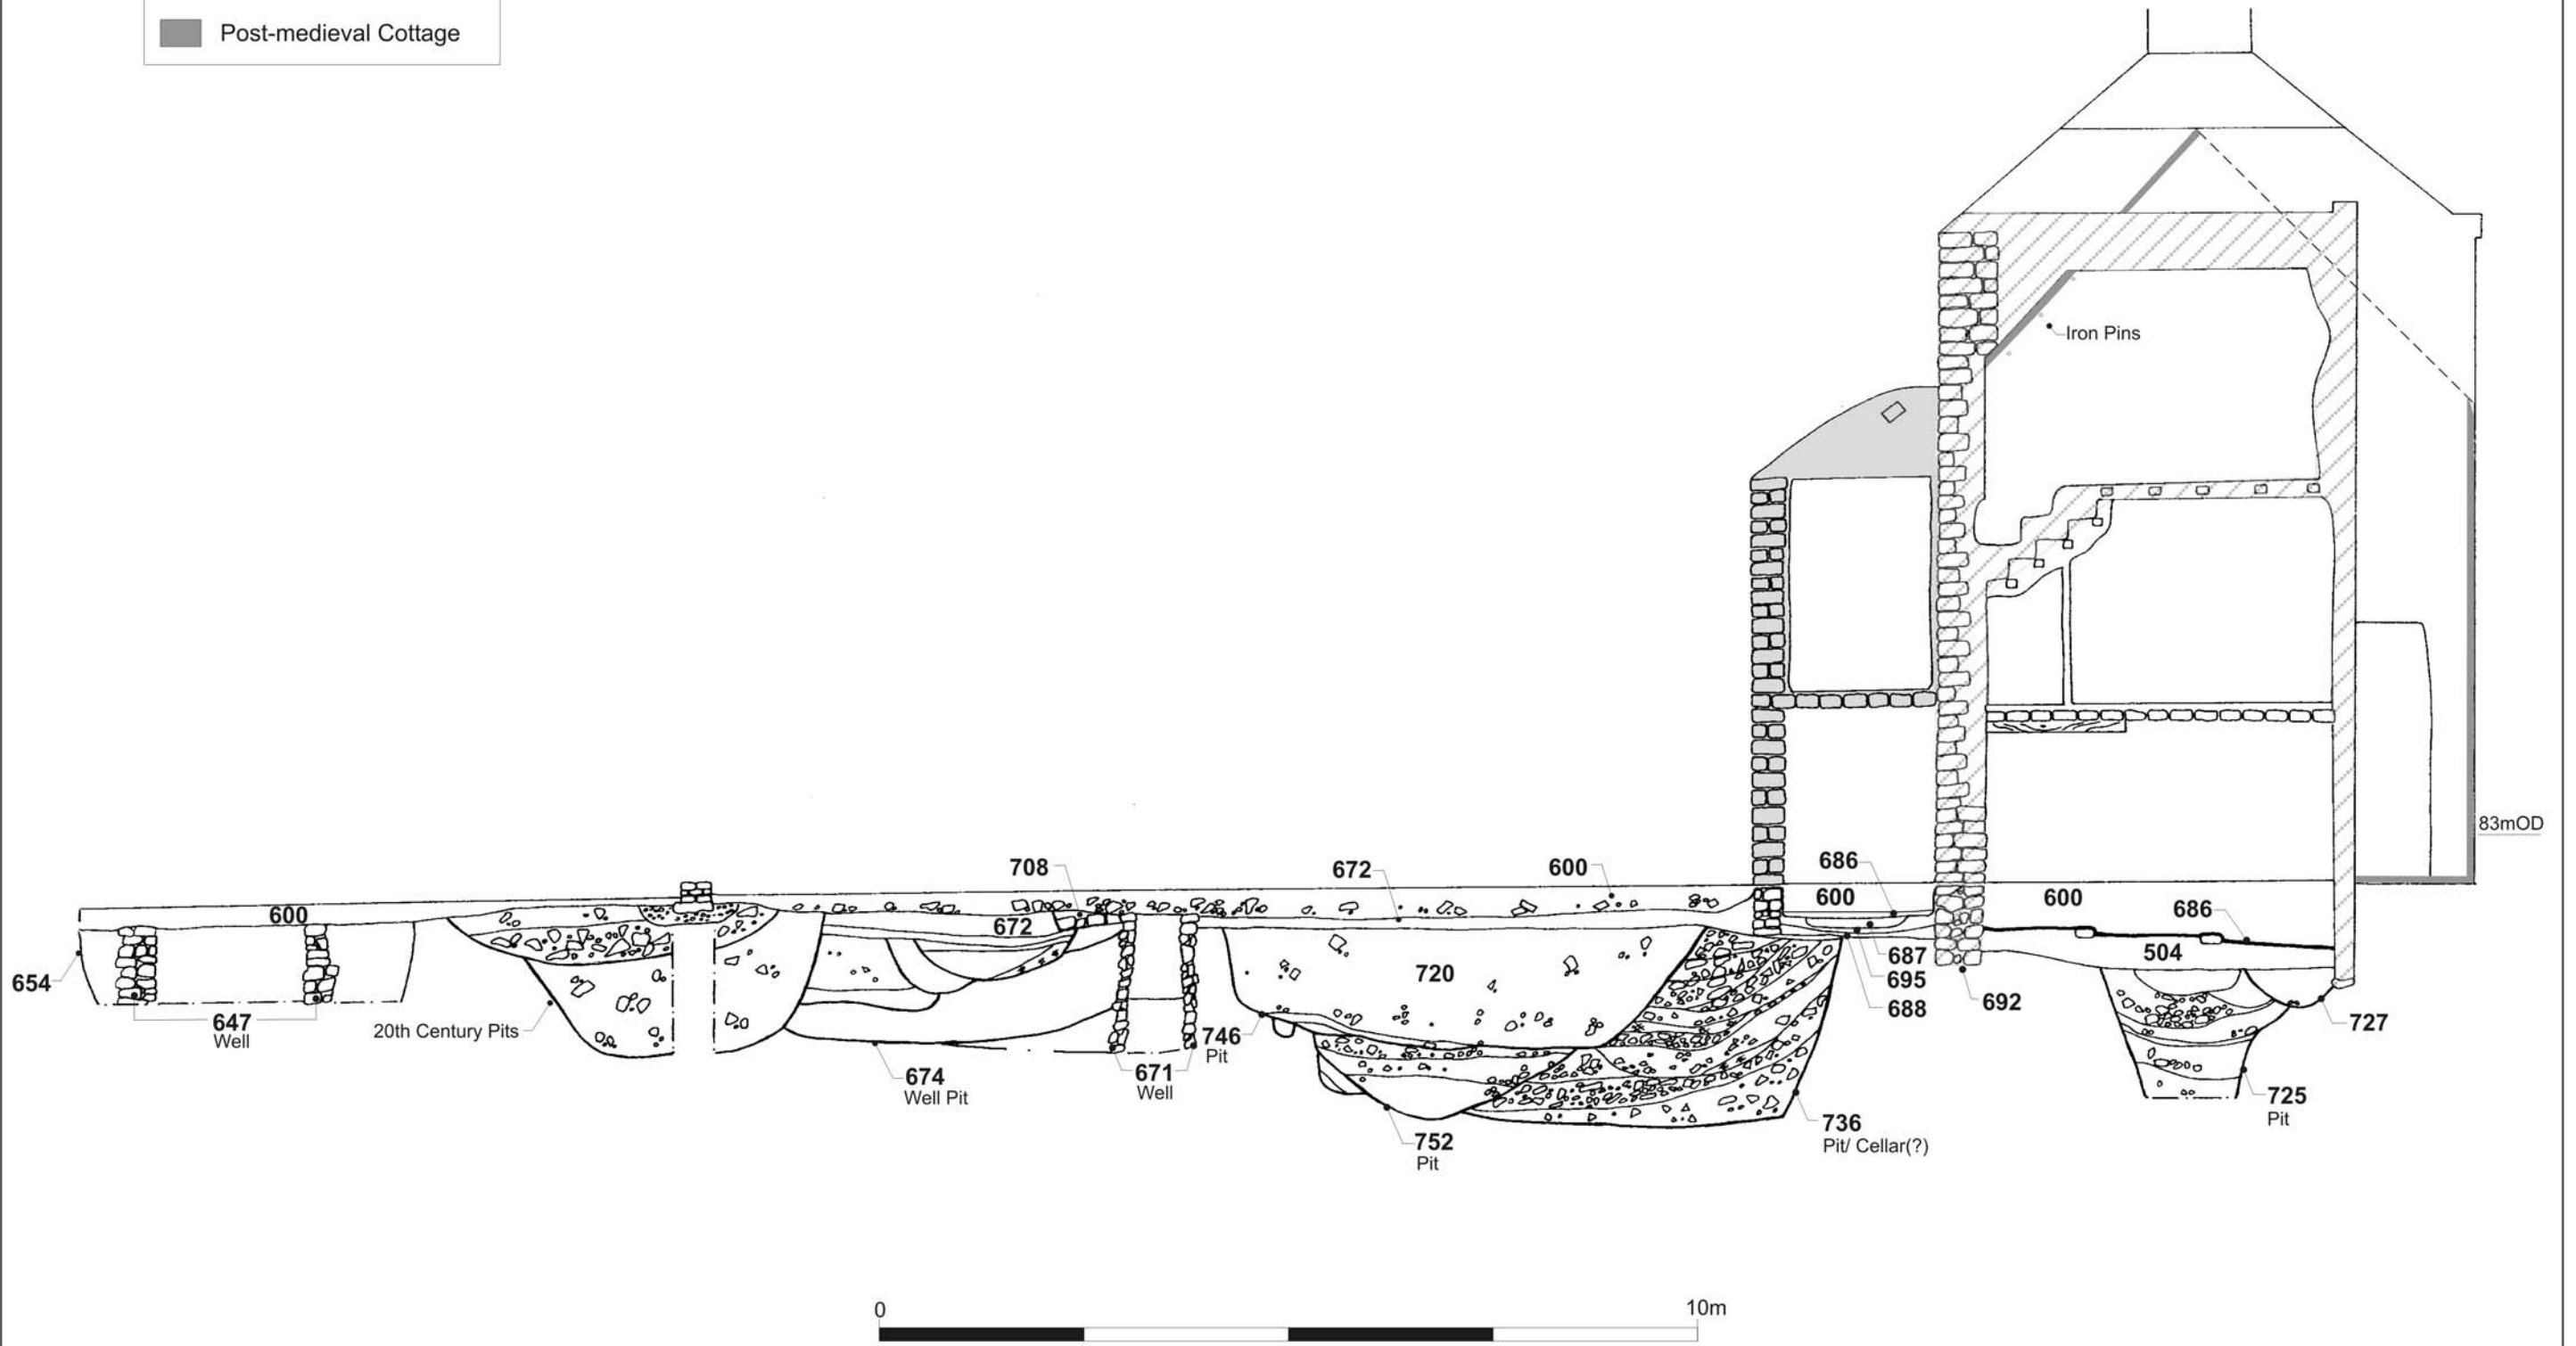 Post-medieval Cottage
Iron Pins
83mOD
708
672
600
686
600
600
686
600
672
504
720
687
695
688
692
654
647
Well
20th Century Pits
674
Well Pit
671
Well
746
Pit
752
Pit
736
Pit/ Cellar(?)
727
725
Pit
0
10m